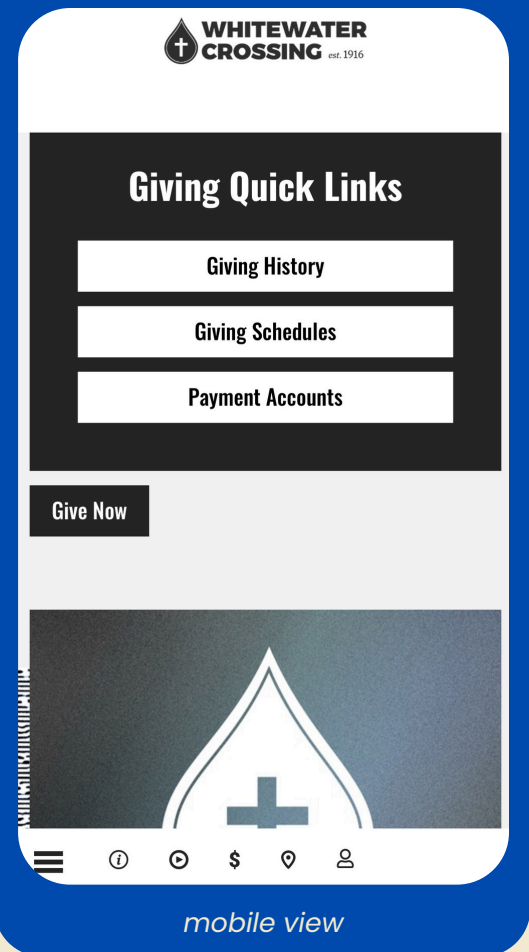 WHITEWATER
CROSSING est. 1916
Giving Quick Links
Giving History
Giving Schedules
Payment Accounts
Give Now
$
mobile view